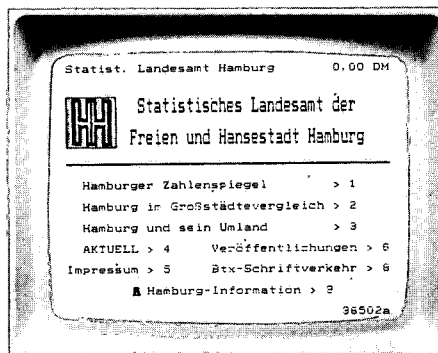 Statist. Landesamt Hamburg 0.00 DM
Statistisches Landesamt der
Freien und Hansestadt Hamburg
Hamburger Zahlenspiegel > 1
Hamburg im Großstädtevergleich > 2
Hamburg und sein Umland > 3
AKTUELL > 4 Veröffentlichungen > 6
Impressum > 5 Btx-Schriftverkehr > 8
Hamburg-Information > 9
36502a